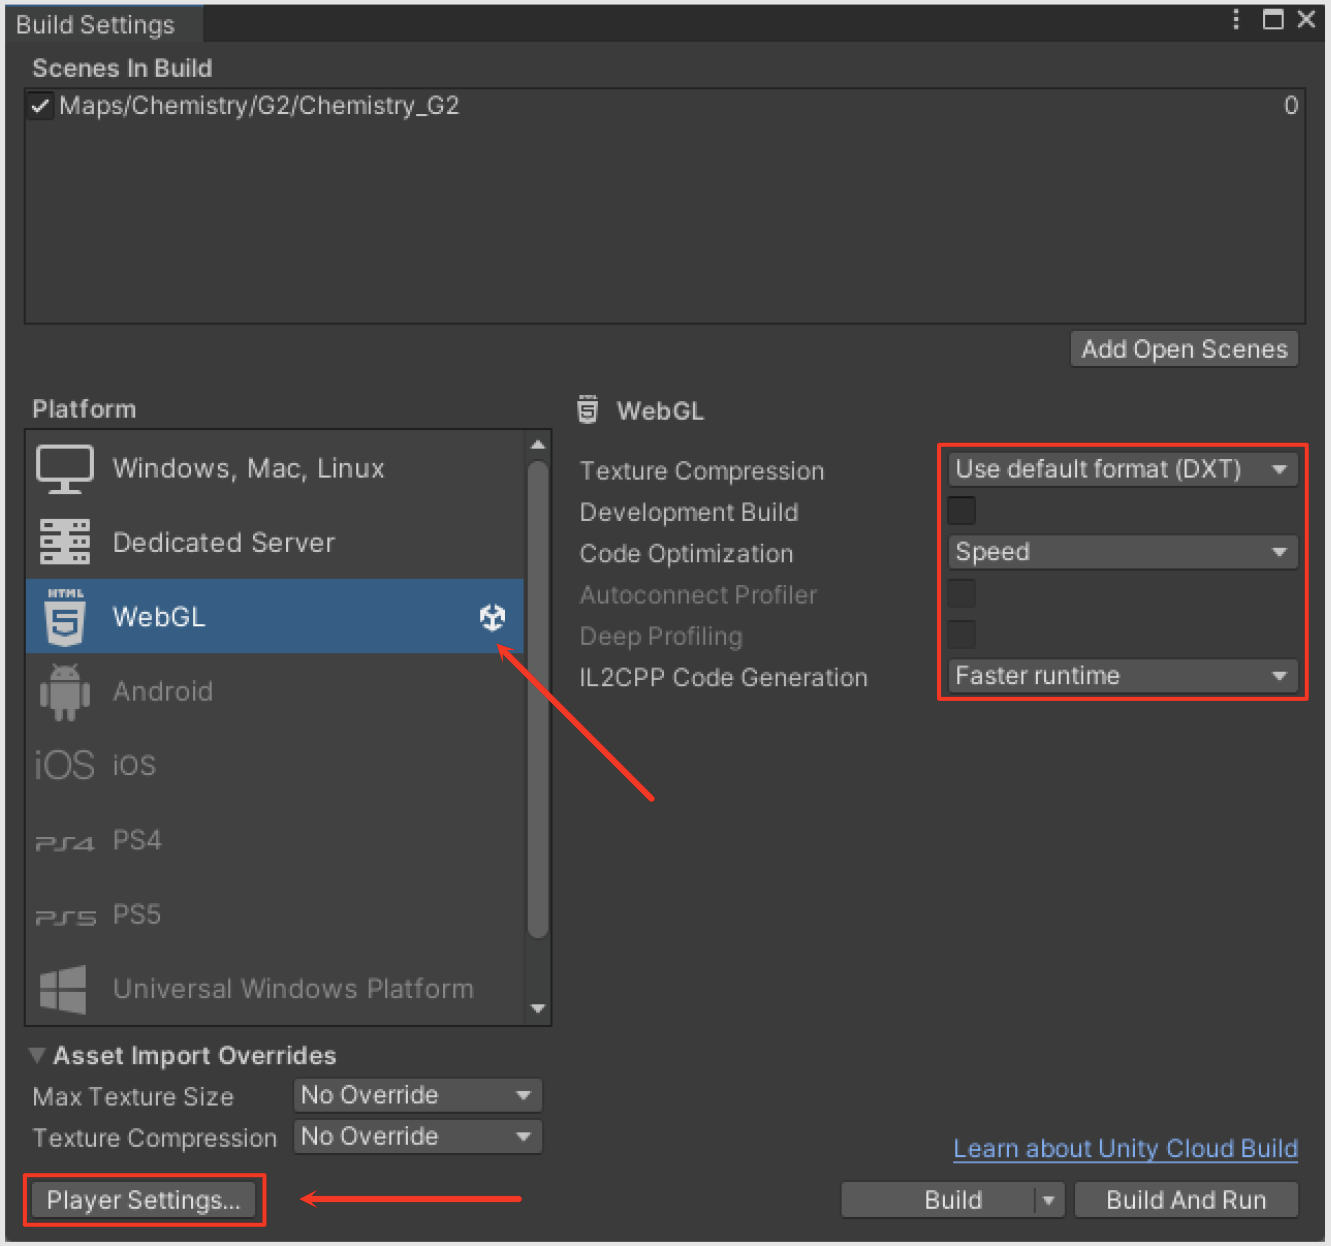 Build Settings
Scenes In Build
Maps/Chemistry/G2/Chemistry_G2 0
Add Open Scenes
Platform
Windows, Mac, Linux
Dedicated Server
HTML
5
WebGL
Android
iOS iOS
PS4 PS4
PS5 PS5
Universal Windows Platform
5 WebGL
Texture Compression Use default format (DXT)
Development Build
Code Optimization Speed
Autoconnect Profiler
Deep Profiling
IL2CPP Code Generation Faster runtime
Asset Import Overrides
Max Texture Size No Override
Texture Compression No Override
Learn about Unity Cloud Build
Player Settings... Build Build And Run